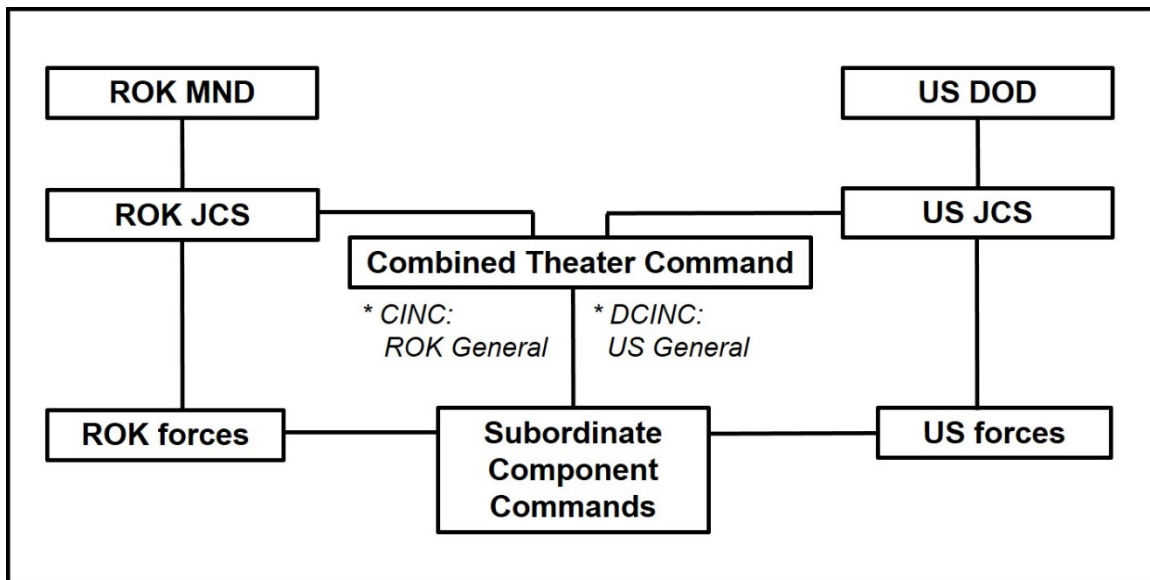 ROK MND
US DOD
ROK JCS
US JCS
Combined Theater Command
* CINC:
ROK General
* DCINC:
US General
ROK forces
Subordinate
Component
Commands
US forces